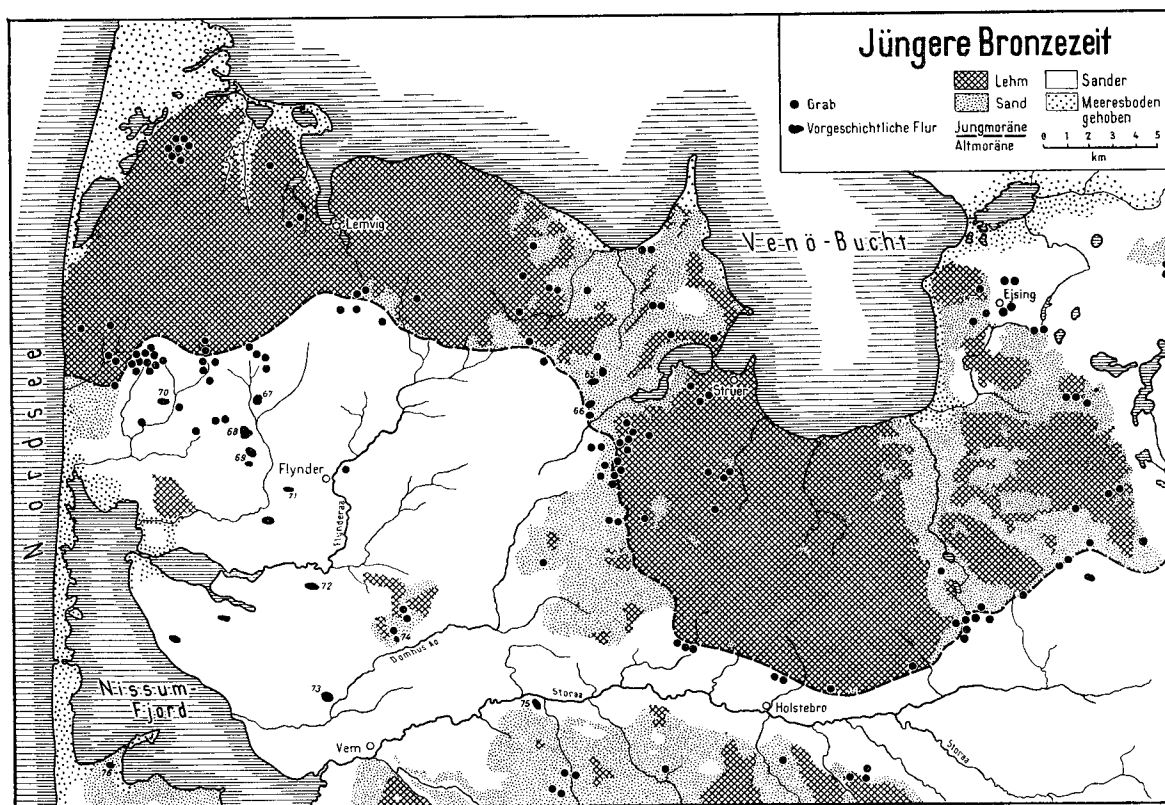 Jüngere Bronzezeit
Lehm
Sander
Grab
Sand
Meeresboden
gehoben
Vorgeschichtliche Flur
Jungmoräne
Altmoräne
0 1 2 3 4 5
km
Lemvig
Venö-Bucht
Ejsing
Struer
Nordsee
70
67
66
68
69
Flynder
71
Flynderaa
72
74
Damhus Aa
73
Nissum-
Fjord
Storaa
75
Holstebro
Vem
Storaa
76